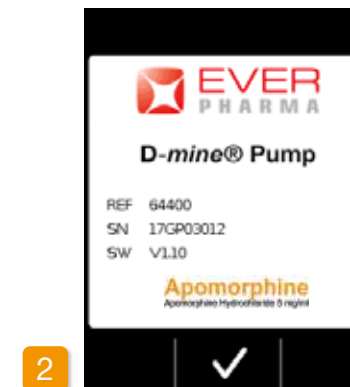 EVER
PHARMA
D-mine® Pump
REF 64400
SN 17GP03012
SW V1.10
Apomorphine
Apomorphine Hydrochloride 5 mg/ml
2